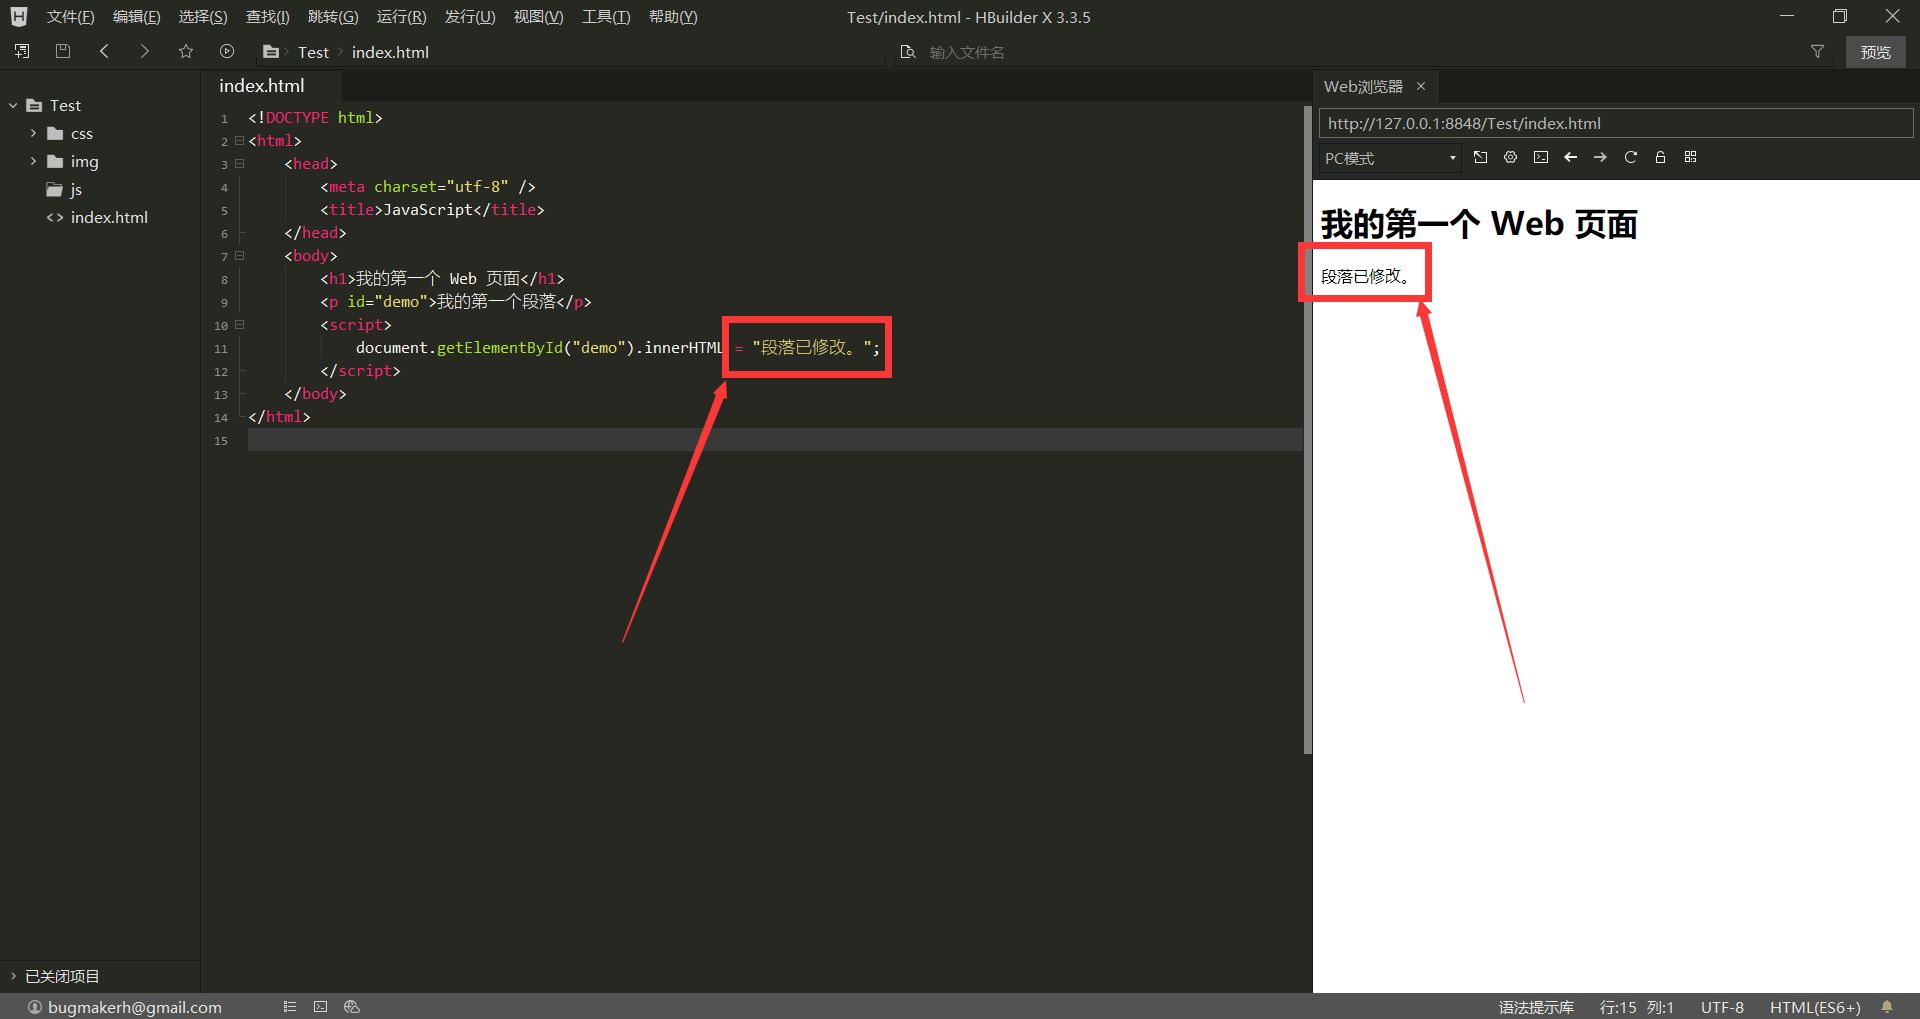 文件(F) 编辑(E) 选择(S) 查找(I) 跳转(G) 运行(R) 发行(U) 视图(V) 工具(T) 帮助(Y) Test/index.html - HBuilder X 3.3.5
Test index.html 输入文件名 预览
Test
css
img
js
index.html
已关闭项目
index.html
1 <!DOCTYPE html>
2 <html>
3 <head>
4 <meta charset="utf-8" />
5 <title>JavaScript</title>
6 </head>
7 <body>
8 <h1>我的第一个 Web 页面</h1>
9 <p id="demo">我的第一个段落</p>
10 <script>
11 document.getElementById("demo").innerHTML = "段落已修改。";
12 </script>
13 </body>
14 </html>
15
Web浏览器
http://127.0.0.1:8848/Test/index.html
PC模式
我的第一个 Web 页面
段落已修改。
bugmakerh@gmail.com 语法提示库 行:15 列:1 UTF-8 HTML(ES6+)